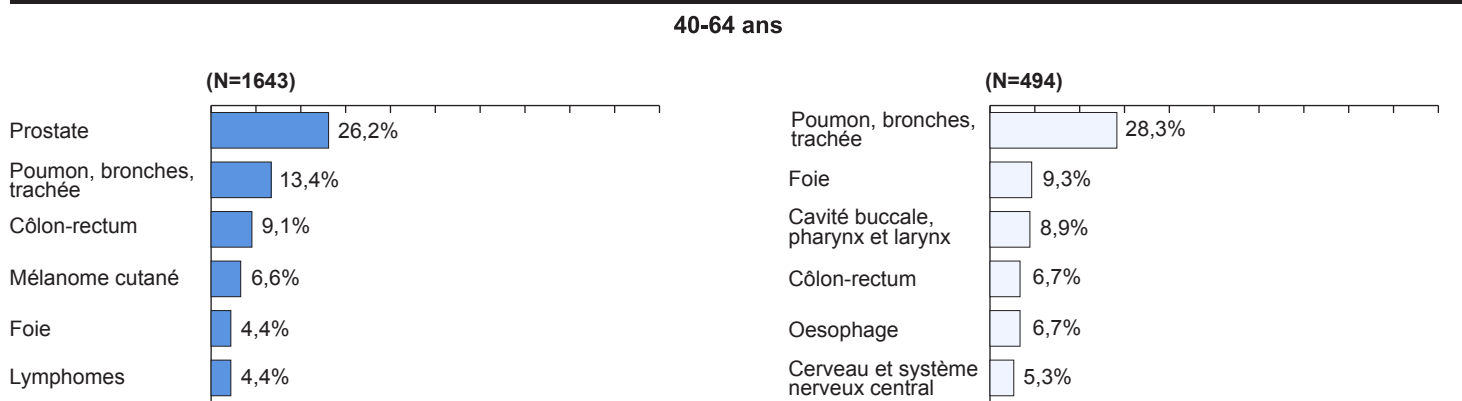 40-64 ans
(N=1643)
Prostate
26,2%
Poumon, bronches,
trachée
13,4%
Côlon-rectum
9,1%
Mélanome cutané
6,6%
Foie
4,4%
Lymphomes
4,4%
(N=494)
Poumon, bronches,
trachée
28,3%
Foie
9,3%
Cavité buccale,
pharynx et larynx
8,9%
Côlon-rectum
6,7%
Oesophage
6,7%
Cerveau et système
nerveux central
5,3%